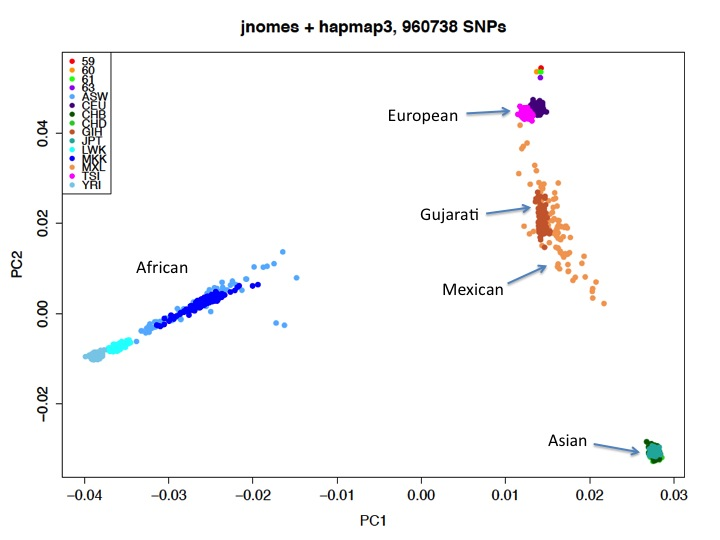 jnomes + hapmap3, 960738 SNPs
59
60
61
63
ASW
CEU
CHB
CHD
GIH
JPT
LWK
MKK
MXL
TSI
YRI
European
Gujarati
Mexican
African
Asian
PC2
0.04
0.02
0.00
−0.02
−0.04
−0.03
−0.02
−0.01
0.00
0.01
0.02
0.03
PC1